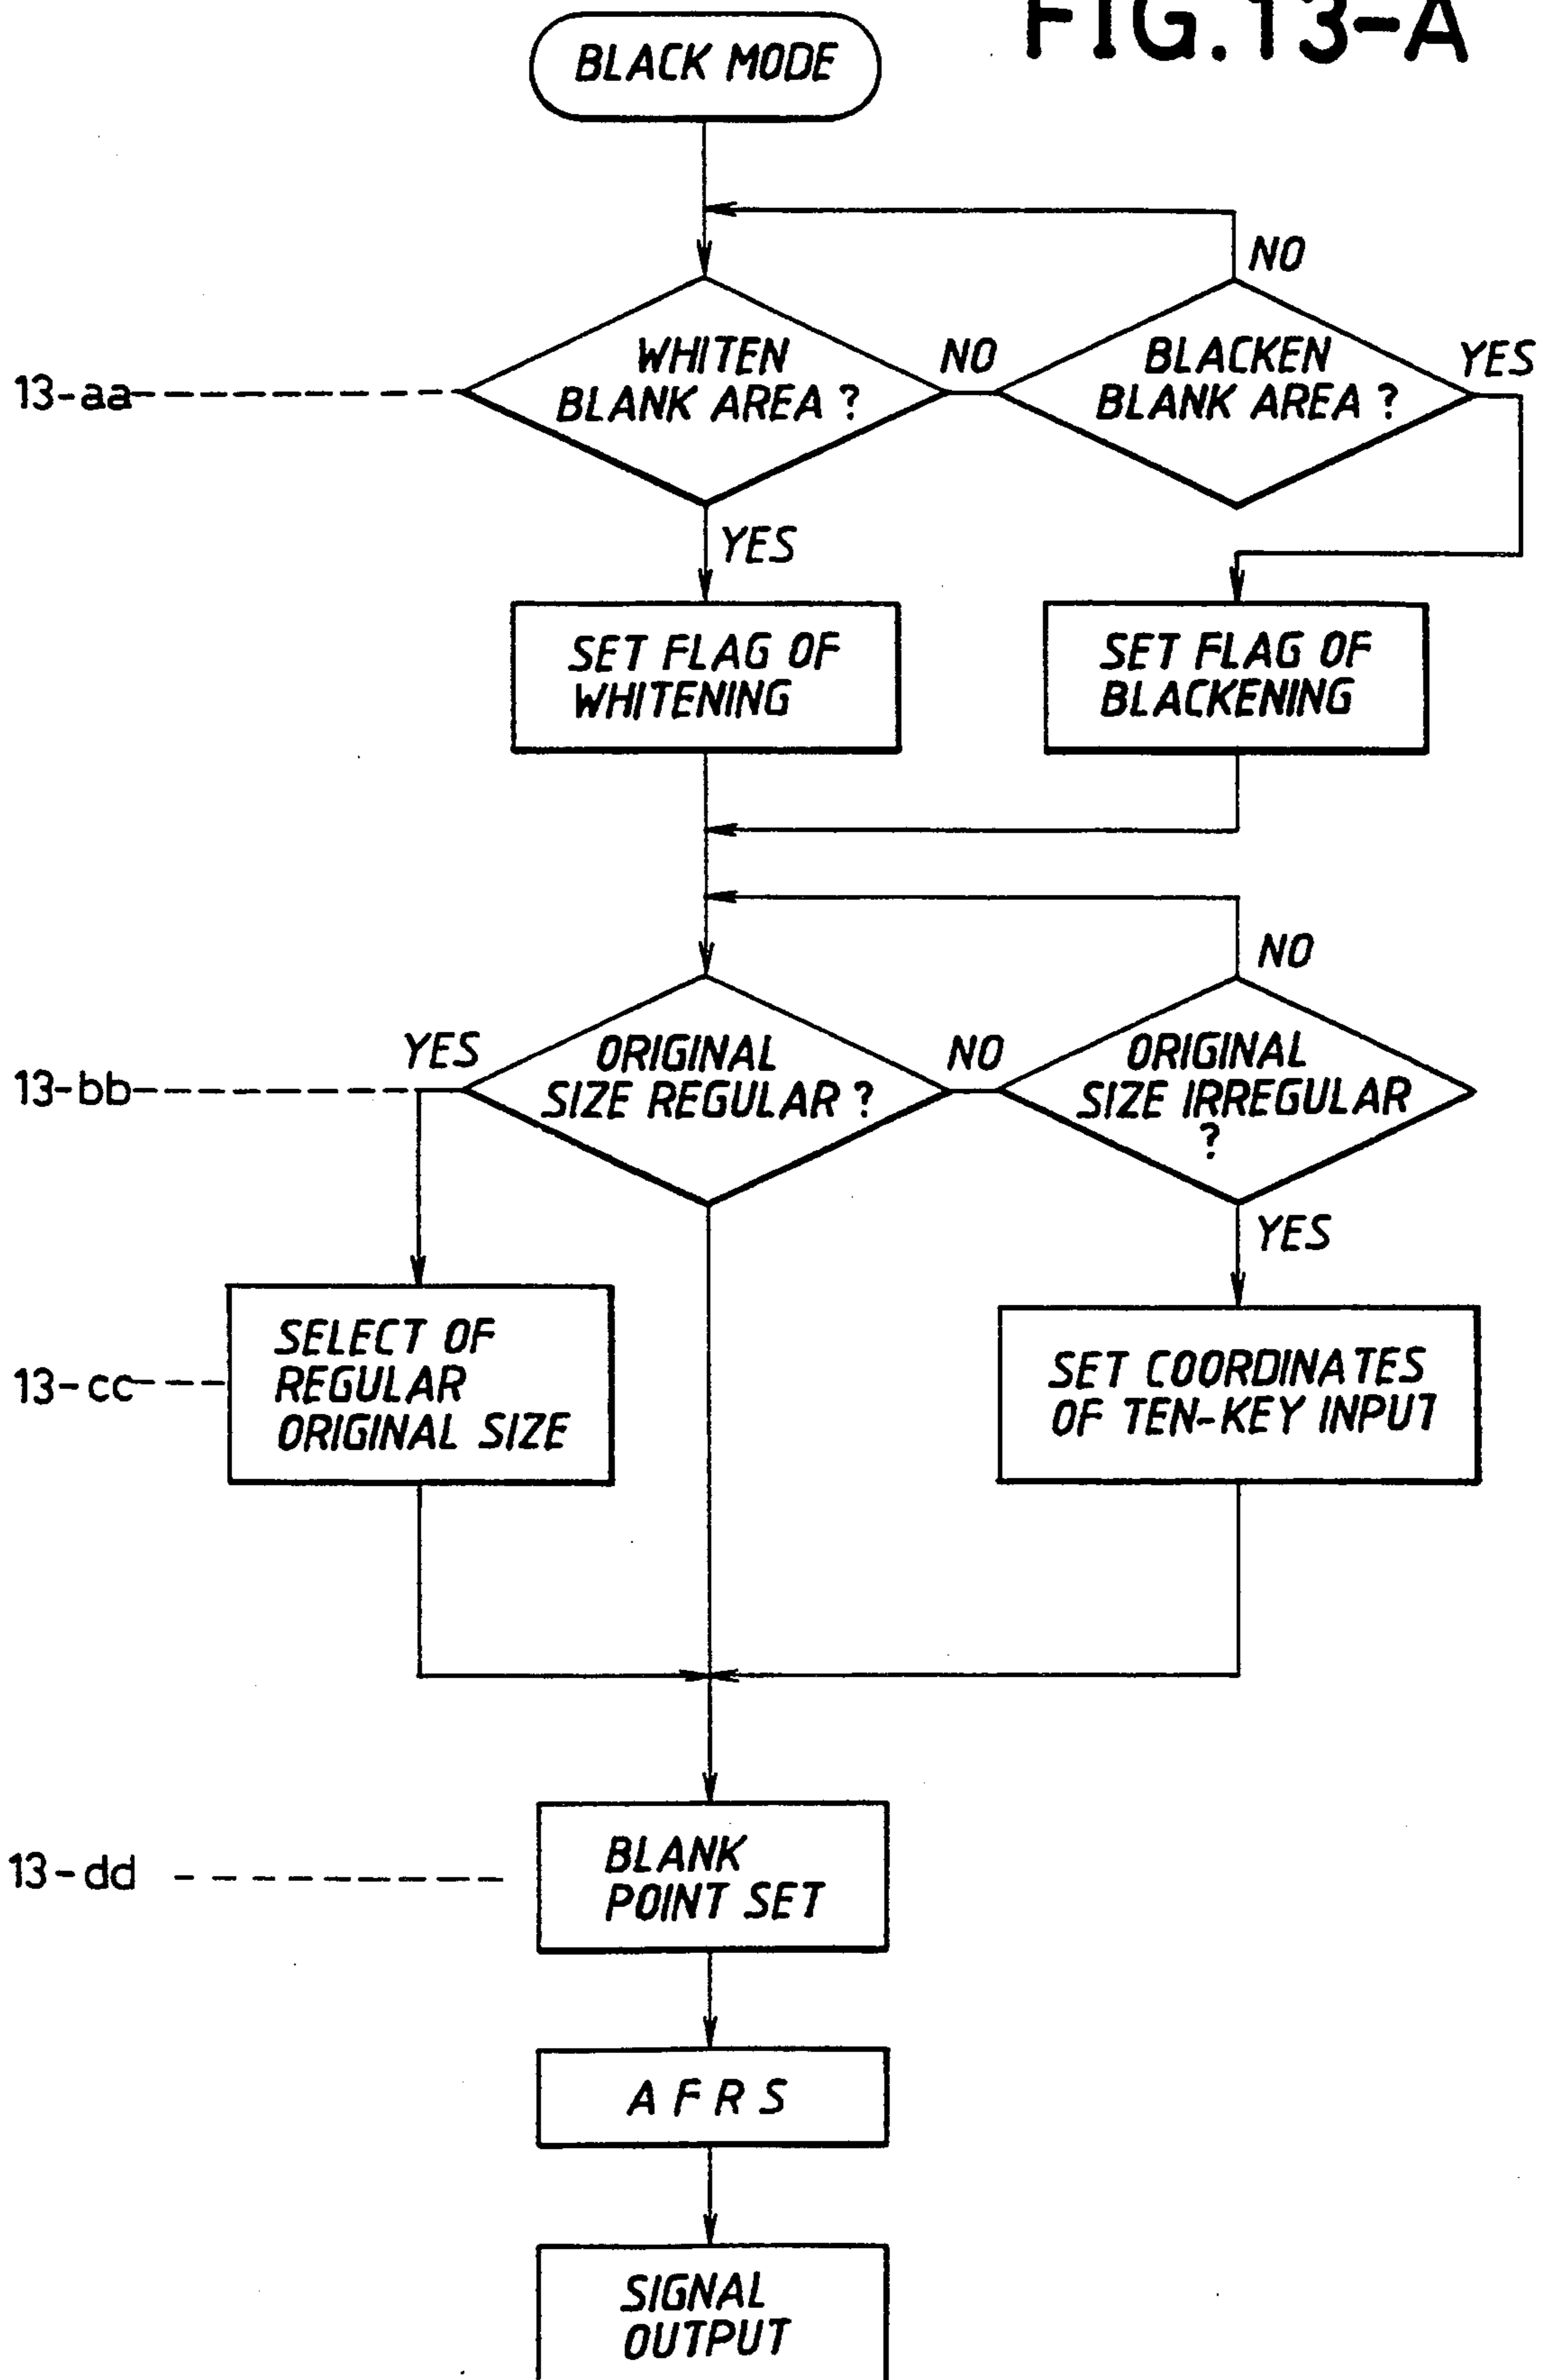 FIG.13-A
BLACK MODE
NO
WHITEN
BLANK AREA ?
NO
BLACKEN
BLANK AREA ?
YES
13-aa
YES
SET FLAG OF
WHITENING
SET FLAG OF
BLACKENING
NO
YES
ORIGINAL
SIZE REGULAR ?
NO
ORIGINAL
SIZE IRREGULAR
?
13-bb
YES
SELECT OF
REGULAR
ORIGINAL SIZE
13-cc
SET COORDINATES
OF TEN-KEY INPUT
BLANK
POINT SET
13-dd
A F R S
SIGNAL
OUTPUT